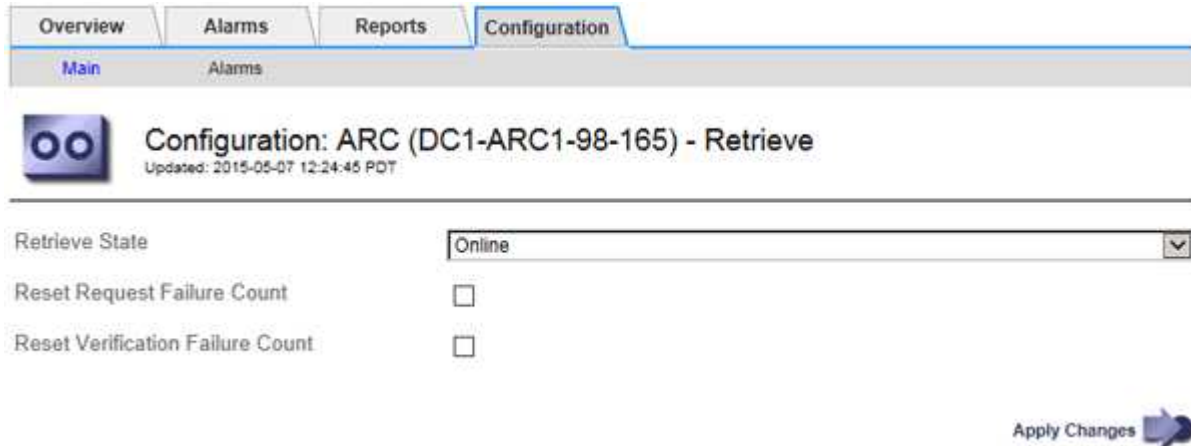 Overview Alarms Reports Configuration
Main Alarms
Configuration: ARC (DC1-ARC1-98-165) - Retrieve
Updated: 2015-05-07 12:24:45 PDT
Retrieve State Online
Reset Request Failure Count
Reset Verification Failure Count
Apply Changes